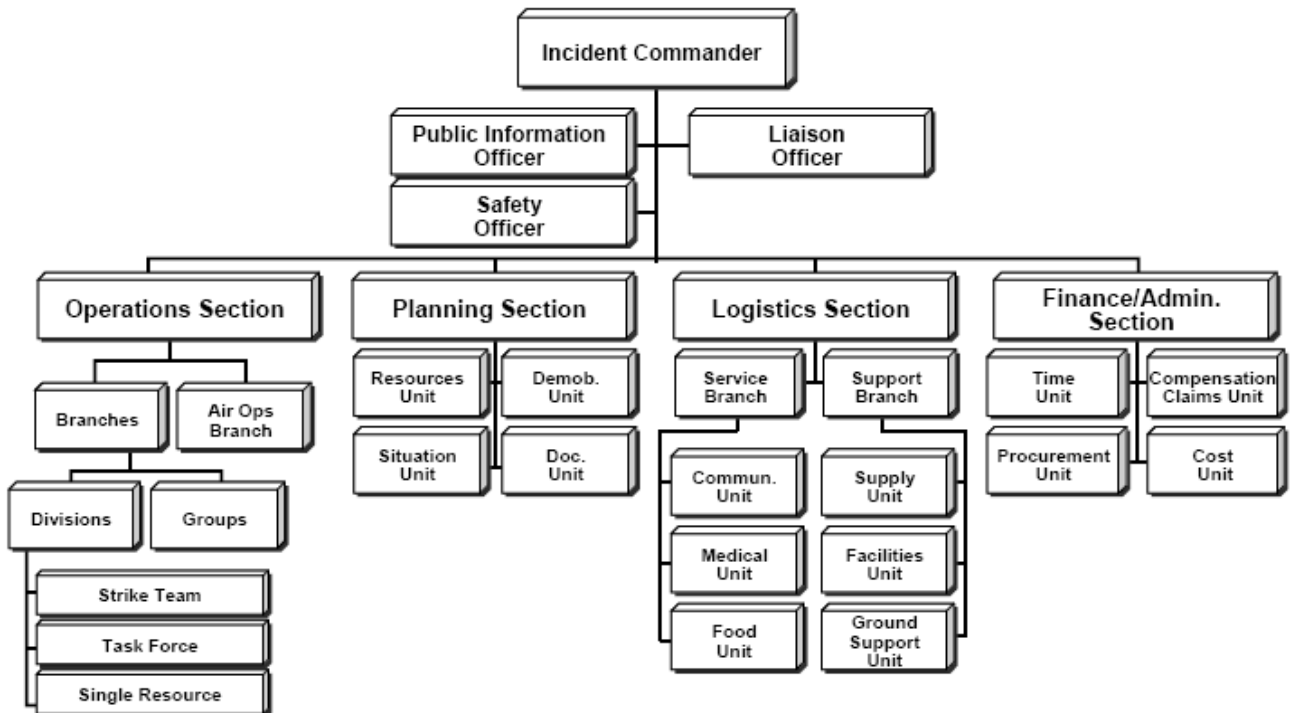 Incident Commander
Public Information
Officer
Liaison
Officer
Safety
Officer
Operations Section
Planning Section
Logistics Section
Finance/Admin.
Section
Branches
Air Ops
Branch
Divisions
Groups
Strike Team
Task Force
Single Resource
Resources
Unit
Demob.
Unit
Situation
Unit
Doc.
Unit
Service
Branch
Support
Branch
Commun.
Unit
Supply
Unit
Medical
Unit
Facilities
Unit
Food
Unit
Ground
Support
Unit
Time
Unit
Compensation
Claims Unit
Procurement
Unit
Cost
Unit